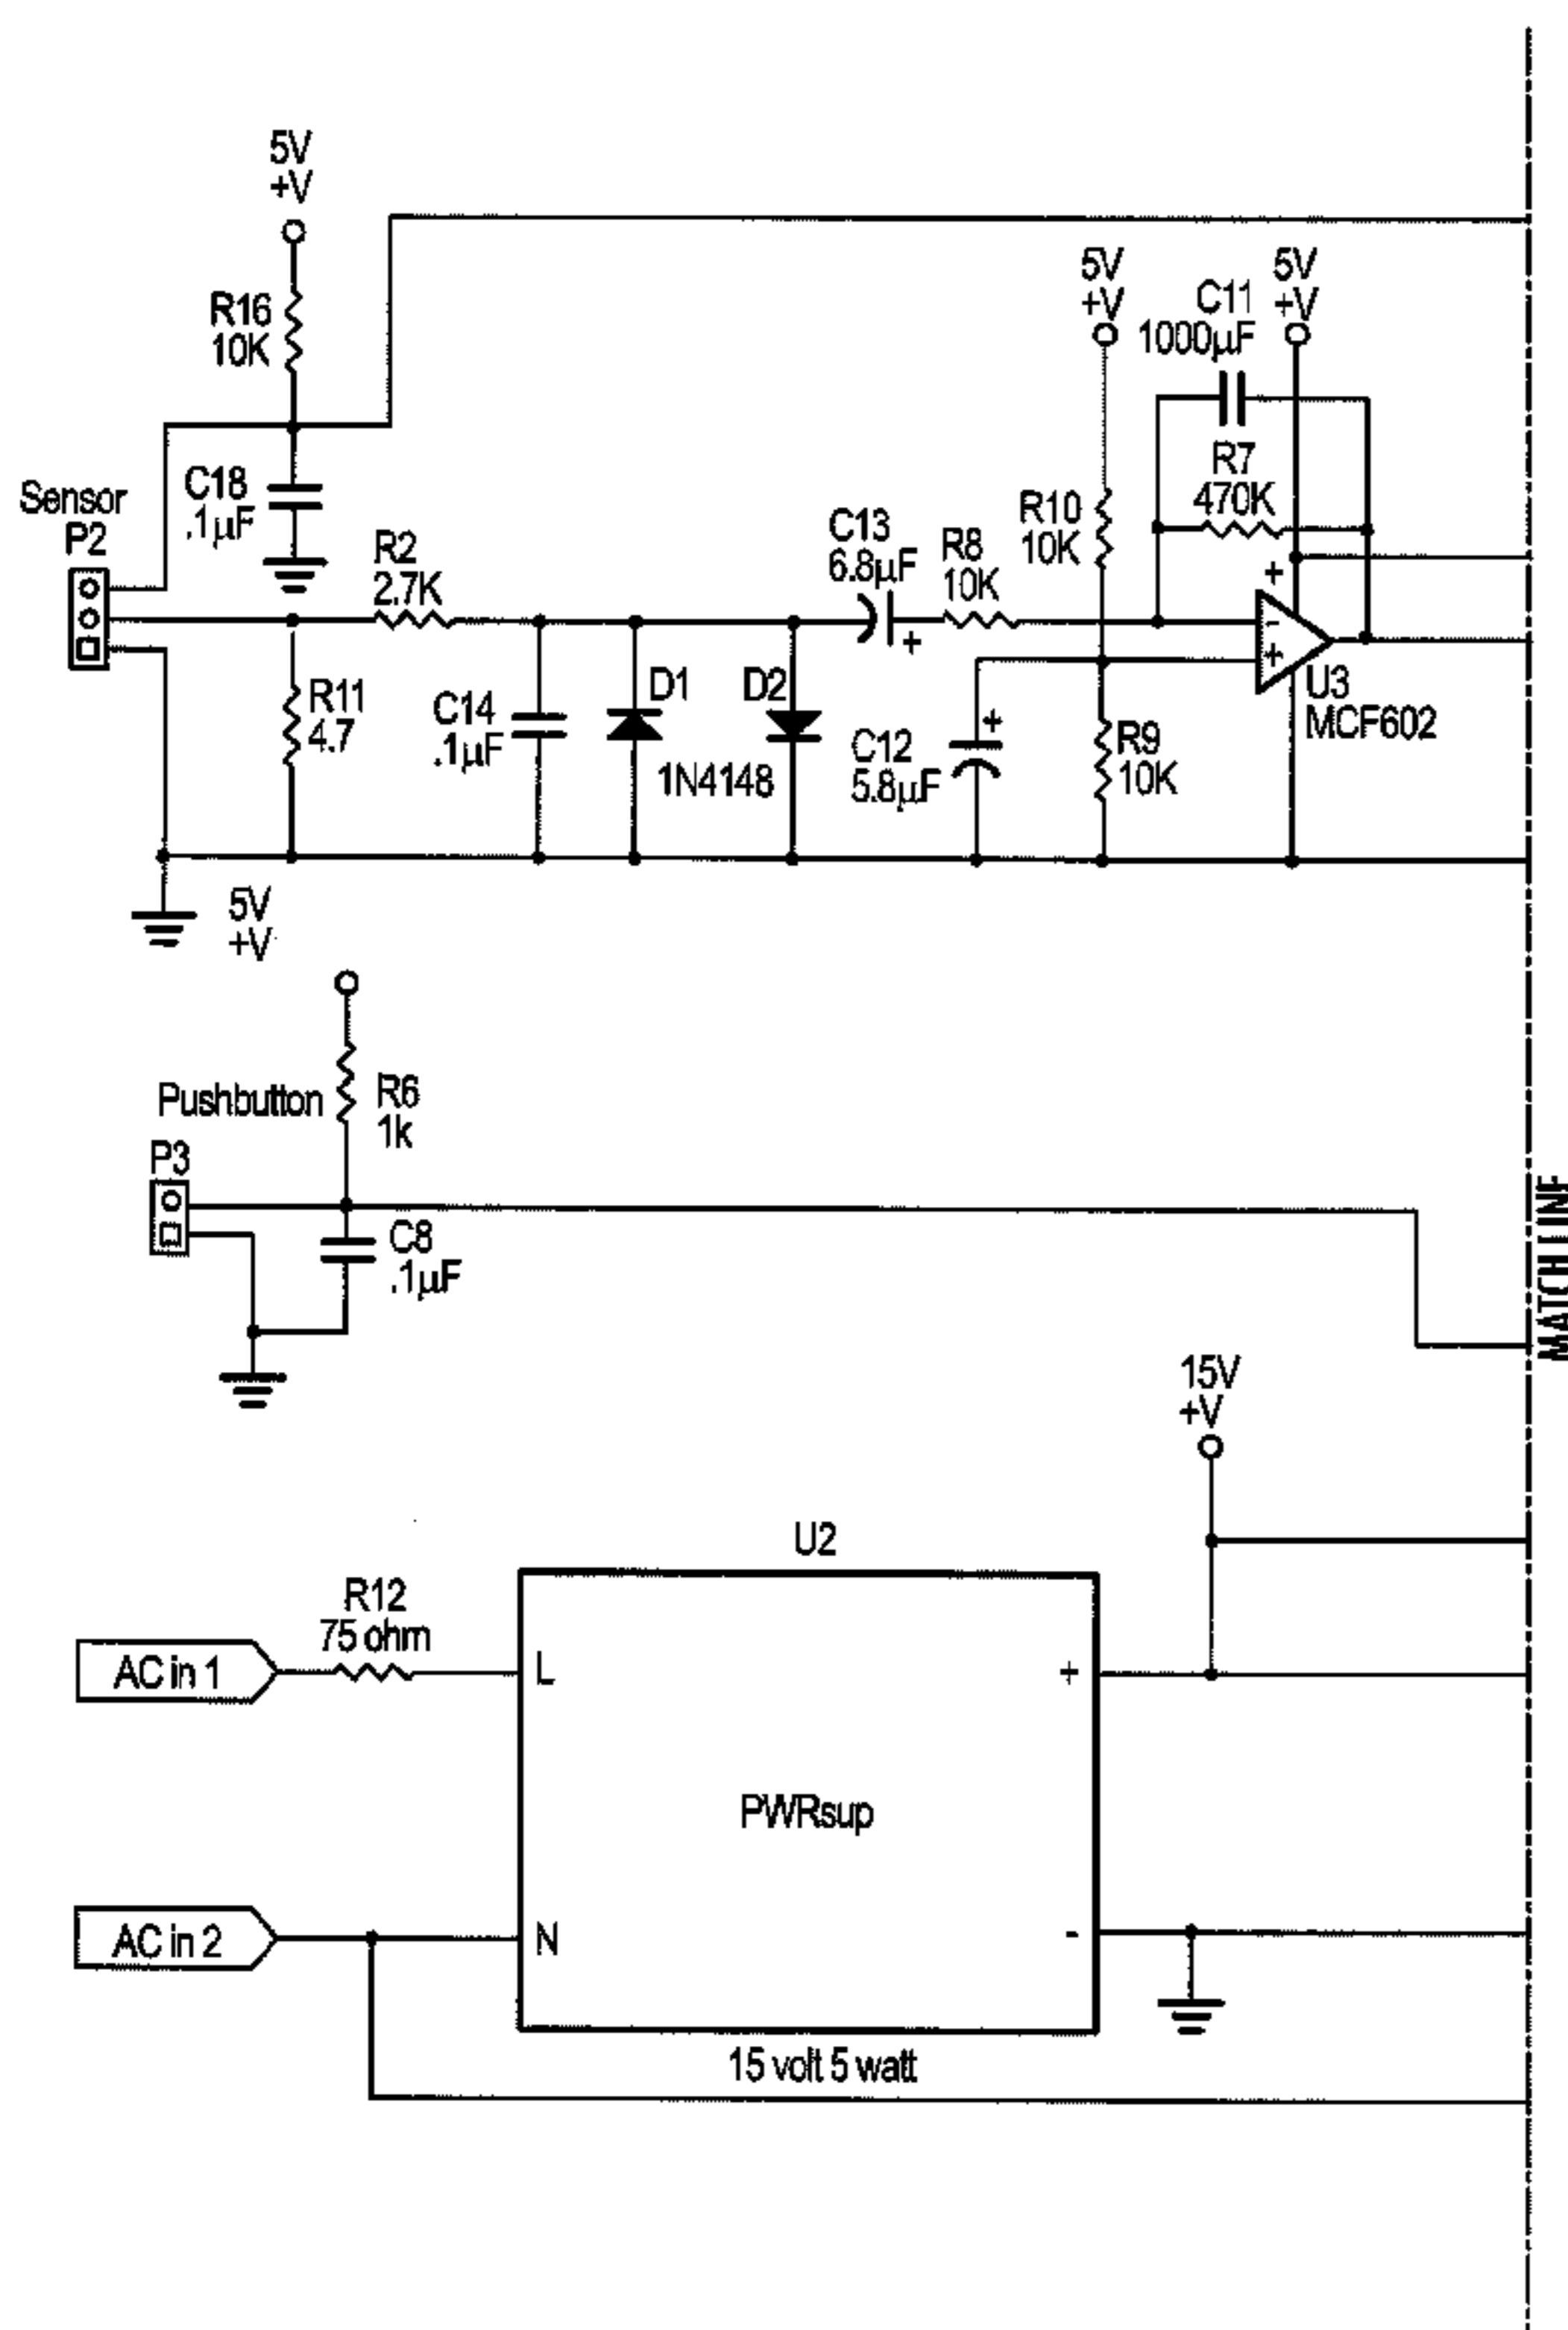 5V
+V
R16
10K
C18
.1µF
Sensor
P2
R2
2.7K
R11
4.7
C14
.1µF
D1
D2
1N4148
C13
6.8µF
+
R8
10K
5V
+V
R10
10K
C12
5.8µF
+
R9
10K
C11
1000µF
5V
+V
R7
470K
+
-
+
U3
MCF602
5V
+V
Pushbutton
P3
R6
1k
C8
.1µF
MATCH LINE
15V
+V
U2
R12
75 ohm
AC in 1
L
+
PWRsup
AC in 2
N
-
15 volt 5 watt